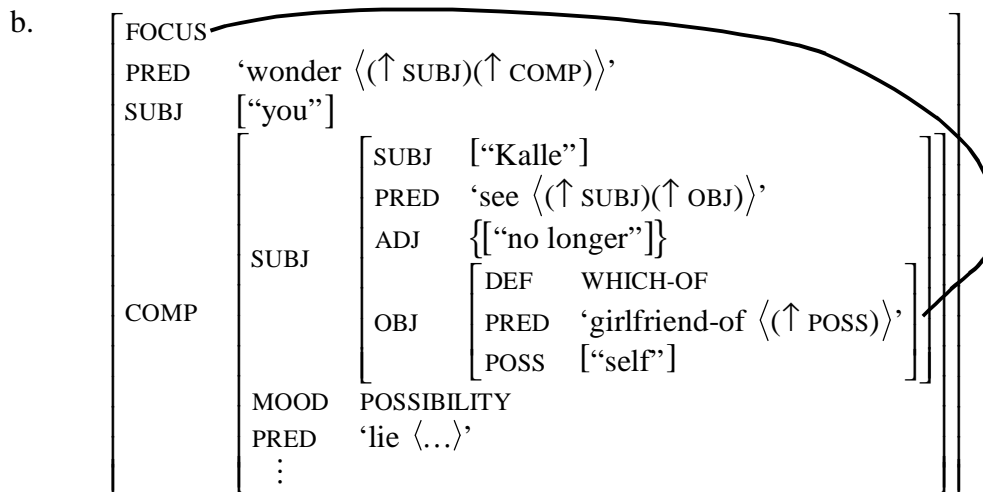 b.
FOCUS
PRED ‘wonder ⟨(↑ SUBJ)(↑ COMP)⟩’
SUBJ [“you”]
SUBJ [“Kalle”]
PRED ‘see ⟨(↑ SUBJ)(↑ OBJ)⟩’
ADJ {[“no longer”]}
SUBJ
DEF WHICH-OF
COMP OBJ PRED ‘girlfriend-of ⟨(↑ POSS)⟩’
POSS [“self”]
MOOD POSSIBILITY
PRED ‘lie ⟨…⟩’
⋮